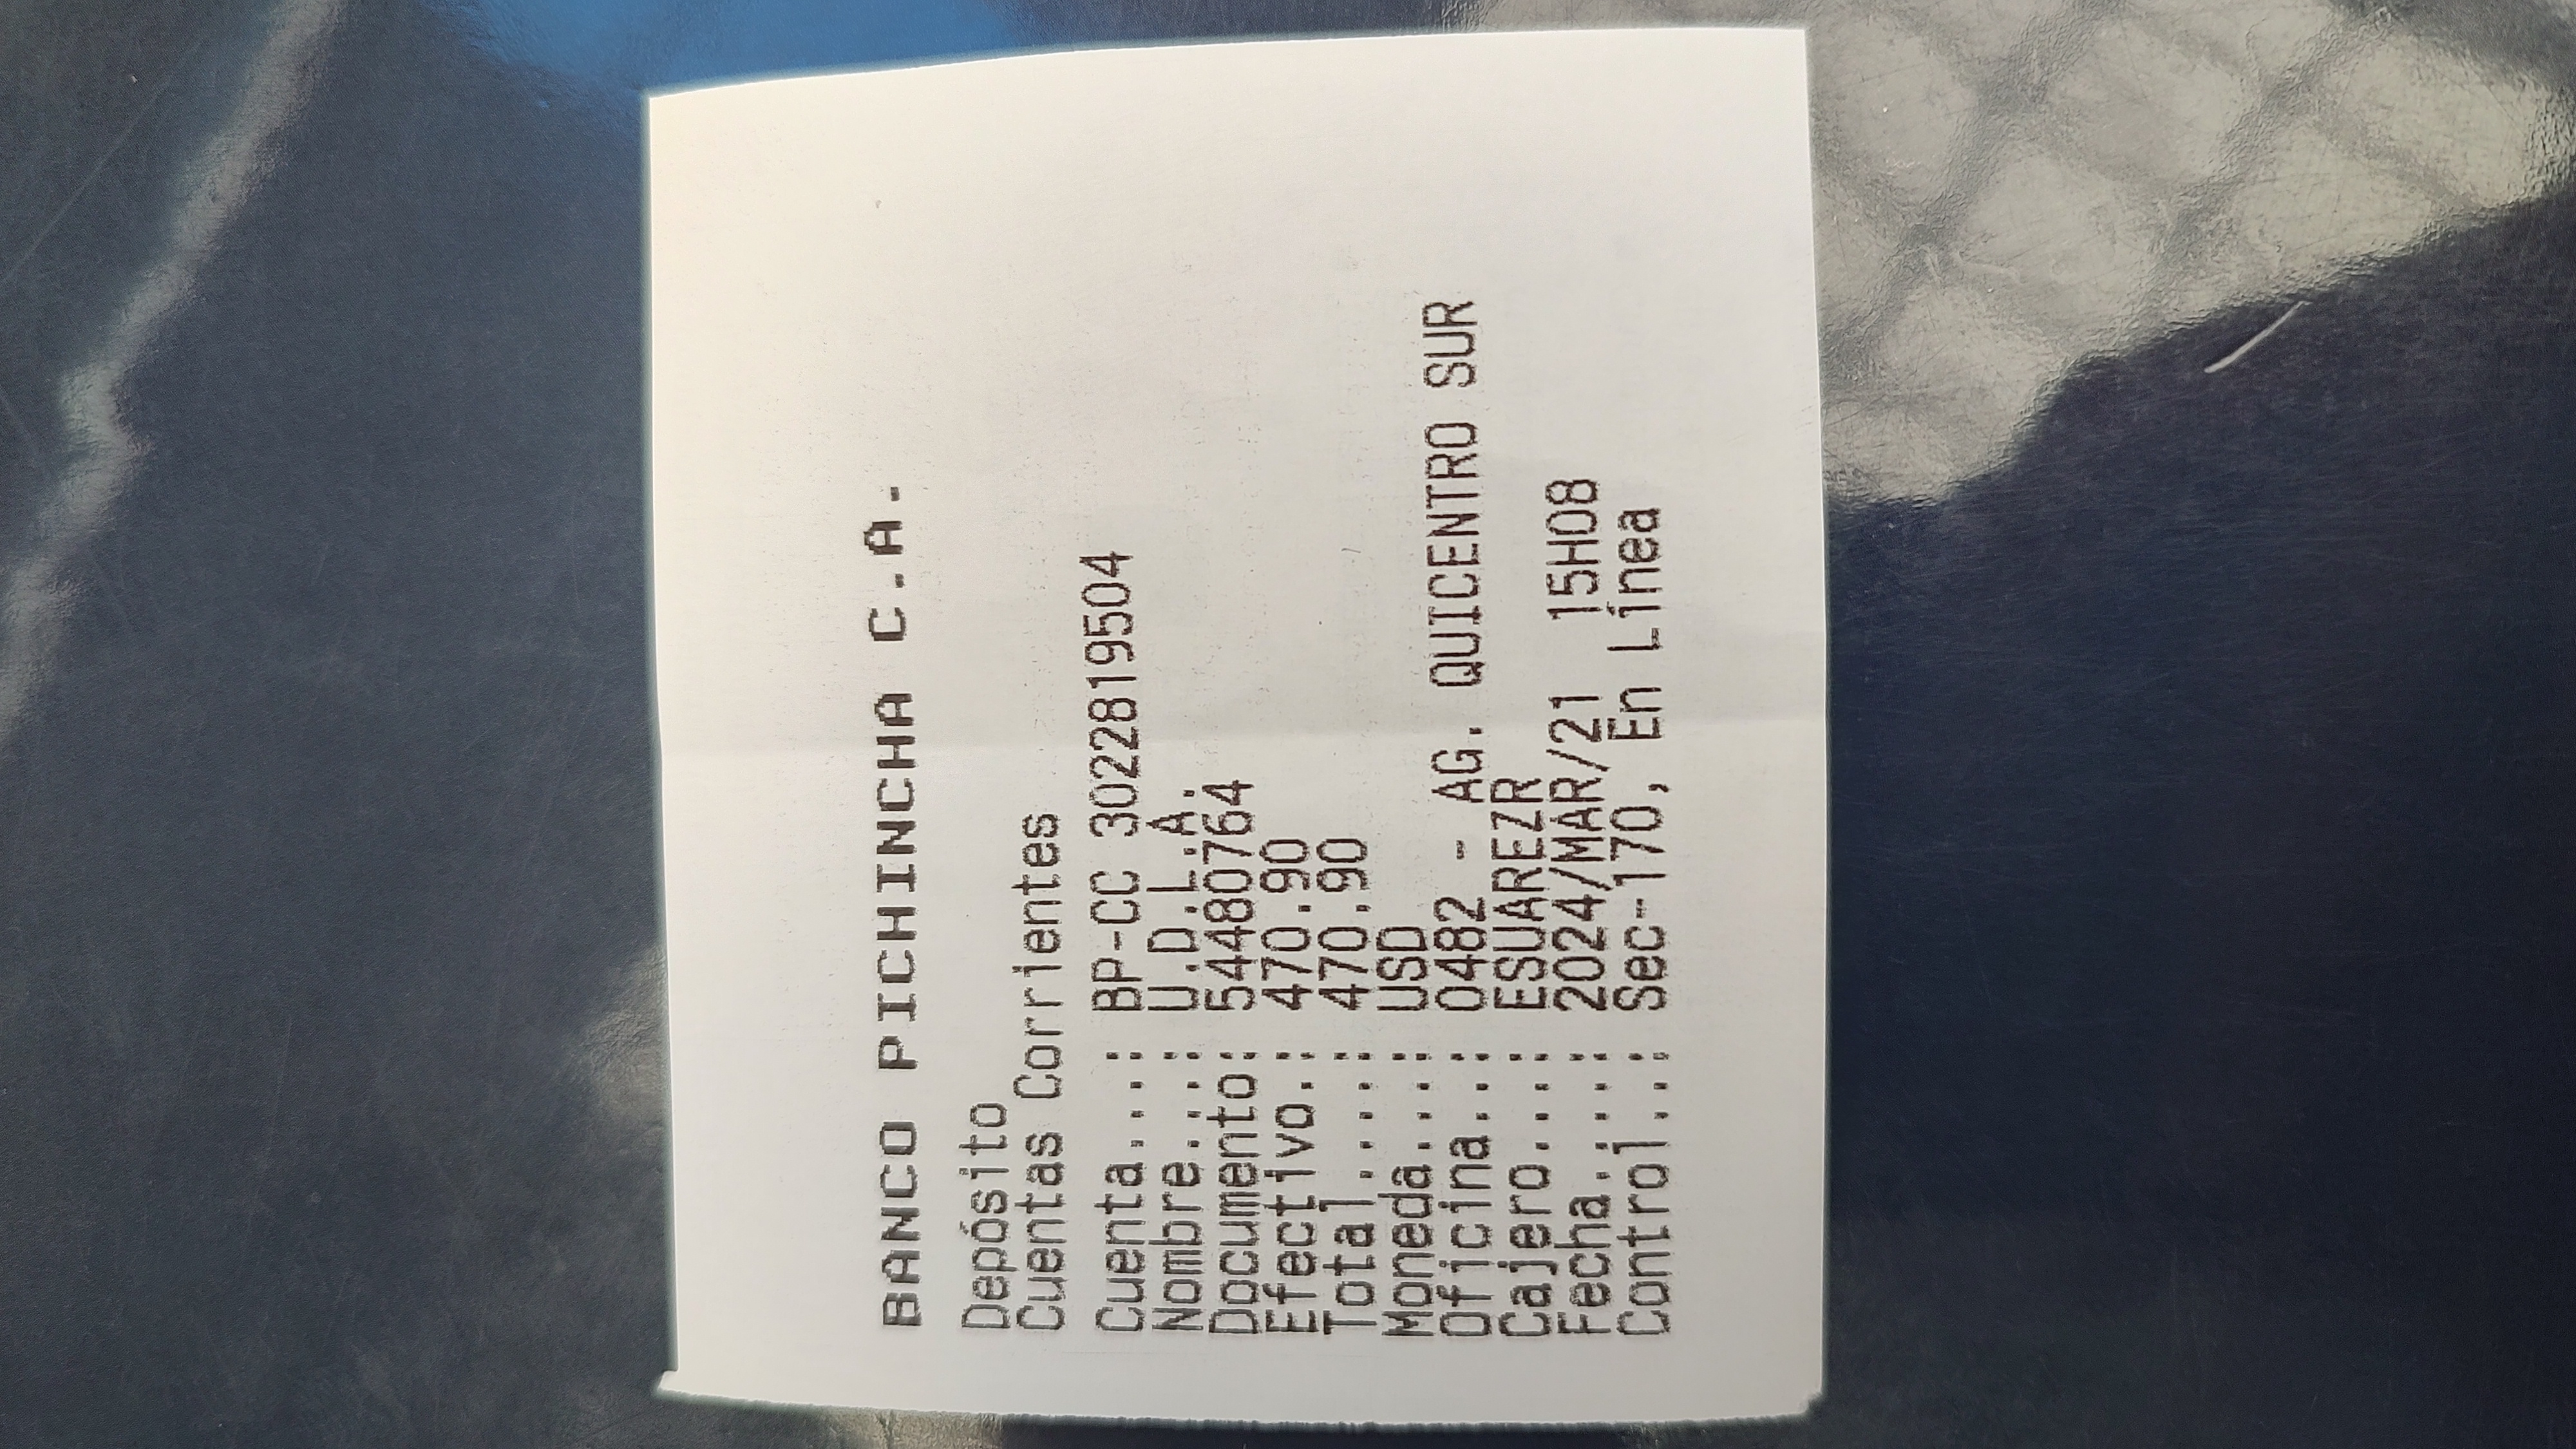 BANCO PICHINCHA C.A.
Depósito
Cuentas Corrientes
Cuenta....: BP-CC 3022819504
Nombre....: U.D.L.A.
Documento: 544480764
Efectivo.: 470.90
Total.....: 470.90
Moneda....: USD
Oficina...: 0482 - AG. QUICENTRO SUR
Cajero....: ESUAREZR
Fecha.....: 2024/MAR/21 15H08
Control...: Sec-170, En Línea